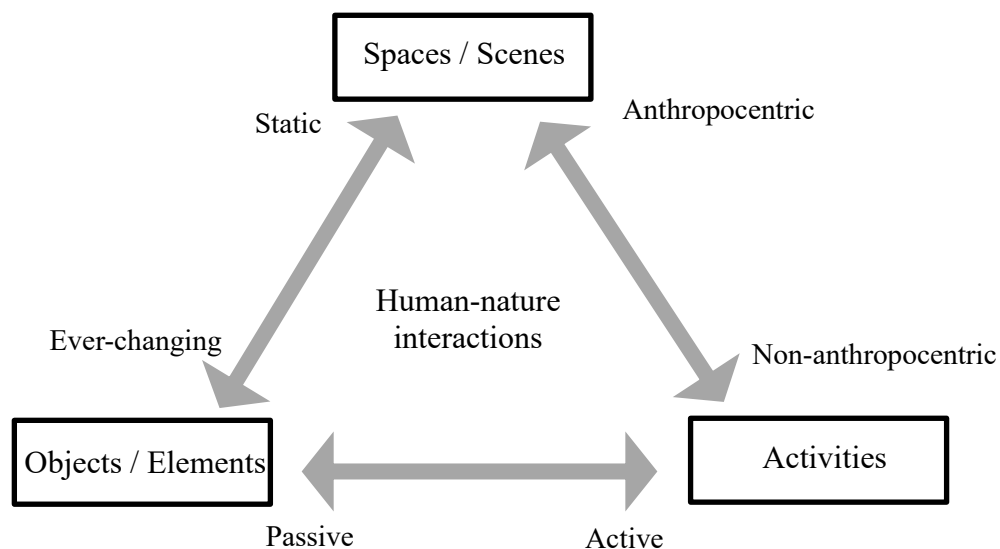 Spaces / Scenes
Static
Anthropocentric
Human-nature
interactions
Ever-changing
Non-anthropocentric
Objects / Elements
Activities
Passive
Active